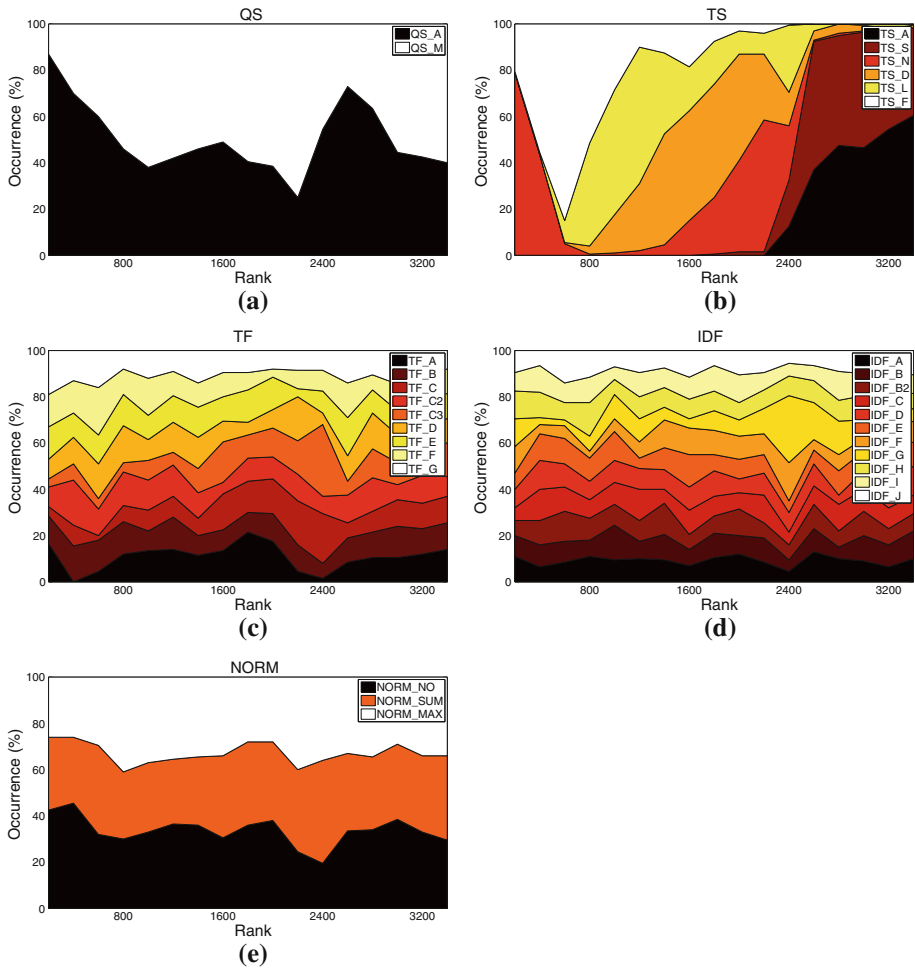 QS
100
80
60
40
20
0
Occurrence (%)
800
1600
2400
3200
Rank
QS_A
QS_M
(a)
TS
100
80
60
40
20
0
Occurrence (%)
800
1600
2400
3200
Rank
TS_A
TS_S
TS_N
TS_D
TS_L
TS_F
(b)
TF
100
80
60
40
20
0
Occurrence (%)
800
1600
2400
3200
Rank
TF_A
TF_B
TF_C
TF_C2
TF_C3
TF_D
TF_E
TF_F
TF_G
(c)
IDF
100
80
60
40
20
0
Occurrence (%)
800
1600
2400
3200
Rank
IDF_A
IDF_B
IDF_B2
IDF_C
IDF_D
IDF_E
IDF_F
IDF_G
IDF_H
IDF_I
IDF_J
(d)
NORM
100
80
60
40
20
0
Occurrence (%)
800
1600
2400
3200
Rank
NORM_NO
NORM_SUM
NORM_MAX
(e)